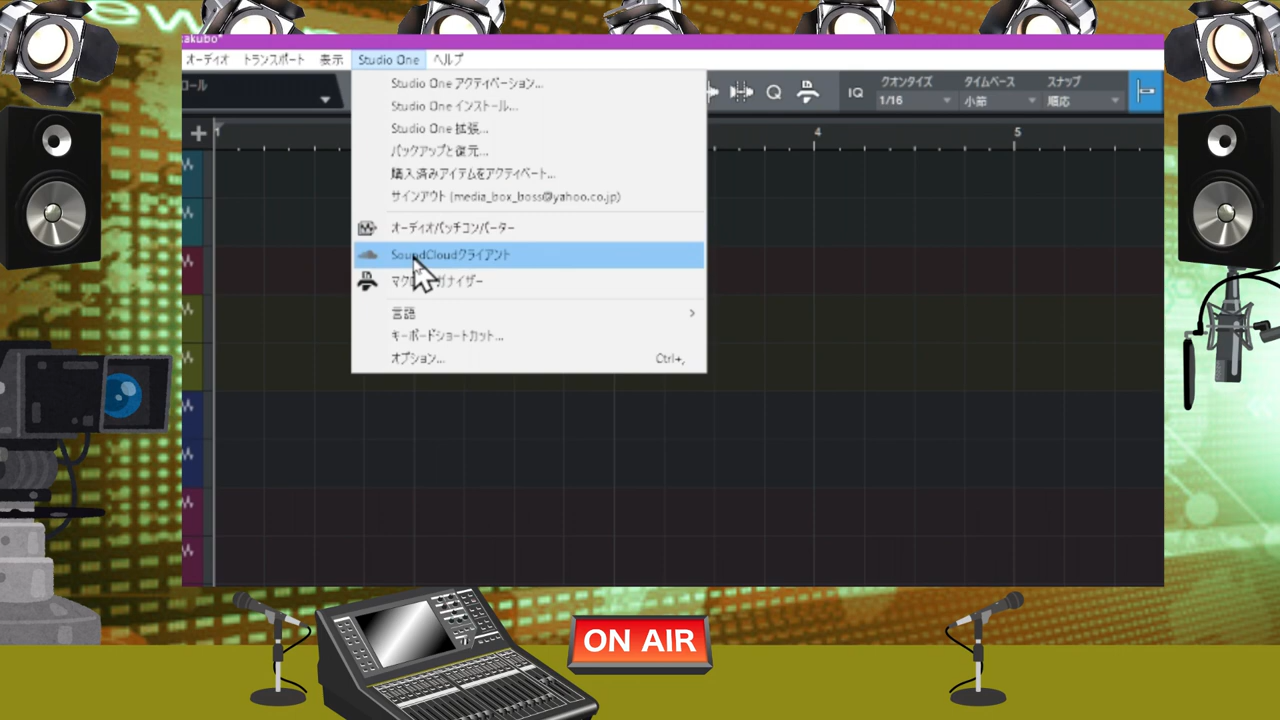 ew
akubo*
オーディオ トランスポート 表示 Studio One ヘルプ
ロール
Studio One アクティベーション...
Studio One インストール...
Studio One 拡張...
バックアップと復元...
購入済みアイテムをアクティベート...
サインアウト (media_box_boss@yahoo.co.jp)
オーディオバッチコンバーター
SoundCloudクライアント
言語
キーボードショートカット...
オプション... Ctrl+,
Q IQ
クオンタイズ タイムベース スナップ
1/16 小節 順応
1 4 5
ON AIR